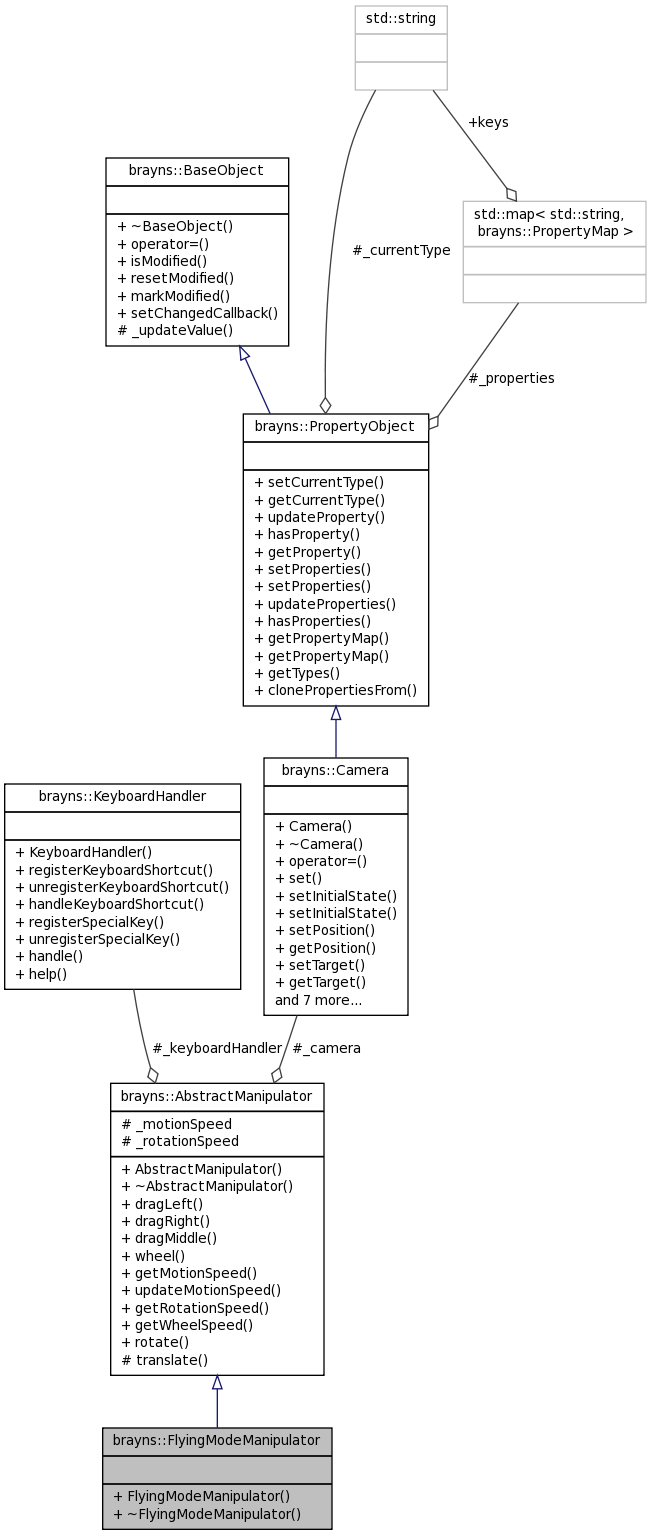 std::string
+keys
brayns::BaseObject
+ ~BaseObject()
+ operator=()
+ isModified()
+ resetModified()
+ markModified()
+ setChangedCallback()
# _updateValue()
std::map< std::string,
brayns::PropertyMap >
#_currentType
#_properties
brayns::PropertyObject
+ setCurrentType()
+ getCurrentType()
+ updateProperty()
+ hasProperty()
+ getProperty()
+ setProperties()
+ setProperties()
+ updateProperties()
+ hasProperties()
+ getPropertyMap()
+ getPropertyMap()
+ getTypes()
+ clonePropertiesFrom()
brayns::KeyboardHandler
+ KeyboardHandler()
+ registerKeyboardShortcut()
+ unregisterKeyboardShortcut()
+ handleKeyboardShortcut()
+ registerSpecialKey()
+ unregisterSpecialKey()
+ handle()
+ help()
brayns::Camera
+ Camera()
+ ~Camera()
+ operator=()
+ set()
+ setInitialState()
+ setInitialState()
+ setPosition()
+ getPosition()
+ setTarget()
+ getTarget()
and 7 more...
#_keyboardHandler
#_camera
brayns::AbstractManipulator
# _motionSpeed
# _rotationSpeed
+ AbstractManipulator()
+ ~AbstractManipulator()
+ dragLeft()
+ dragRight()
+ dragMiddle()
+ wheel()
+ getMotionSpeed()
+ updateMotionSpeed()
+ getRotationSpeed()
+ getWheelSpeed()
+ rotate()
# translate()
brayns::FlyingModeManipulator
+ FlyingModeManipulator()
+ ~FlyingModeManipulator()